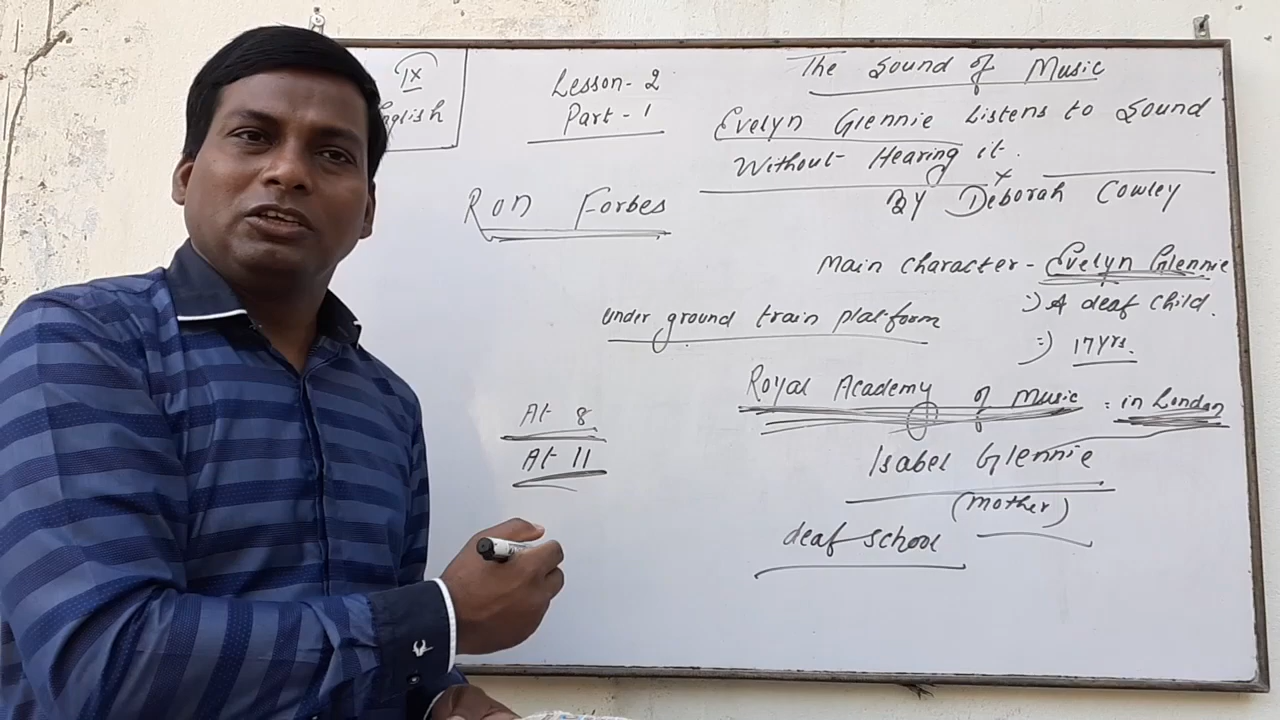 IX
English
Lesson-2
Part-1
The Sound of Music
Evelyn Glennie Listens to Sound
Without Hearing it.
BY Deborah Cowley
Ron Forbes
Main Character - Evelyn Glennie
:) A deaf child.
=) 17yrs.
under ground train platform
Royal Academy of Music : in London
At 8
At 11
Isabel Glennie
(Mother)
deaf school